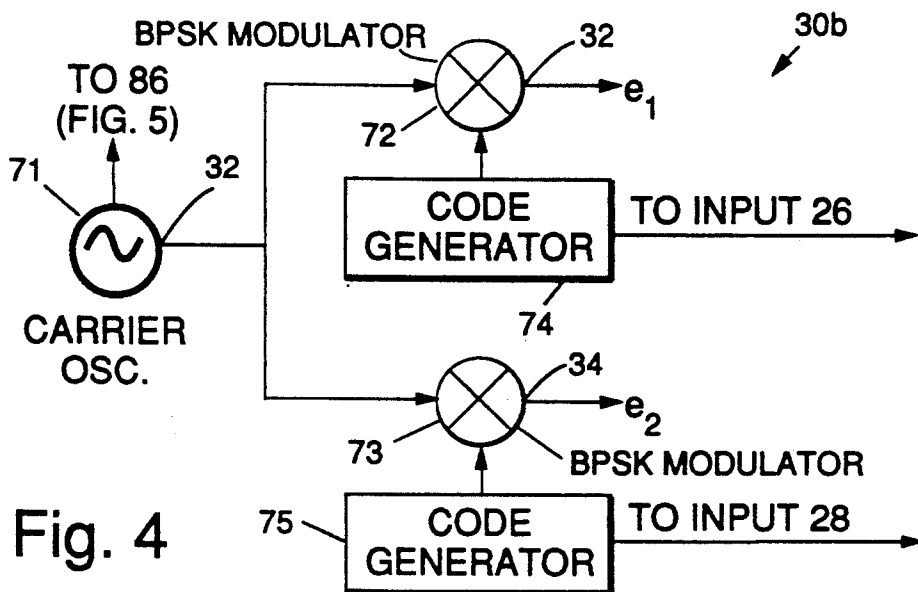 BPSK MODULATOR
32
30b
TO 86
(FIG. 5)
e1
71
32
72
CODE
GENERATOR
TO INPUT 26
74
CARRIER
OSC.
34
e2
73
BPSK MODULATOR
Fig. 4
75
CODE
GENERATOR
TO INPUT 28